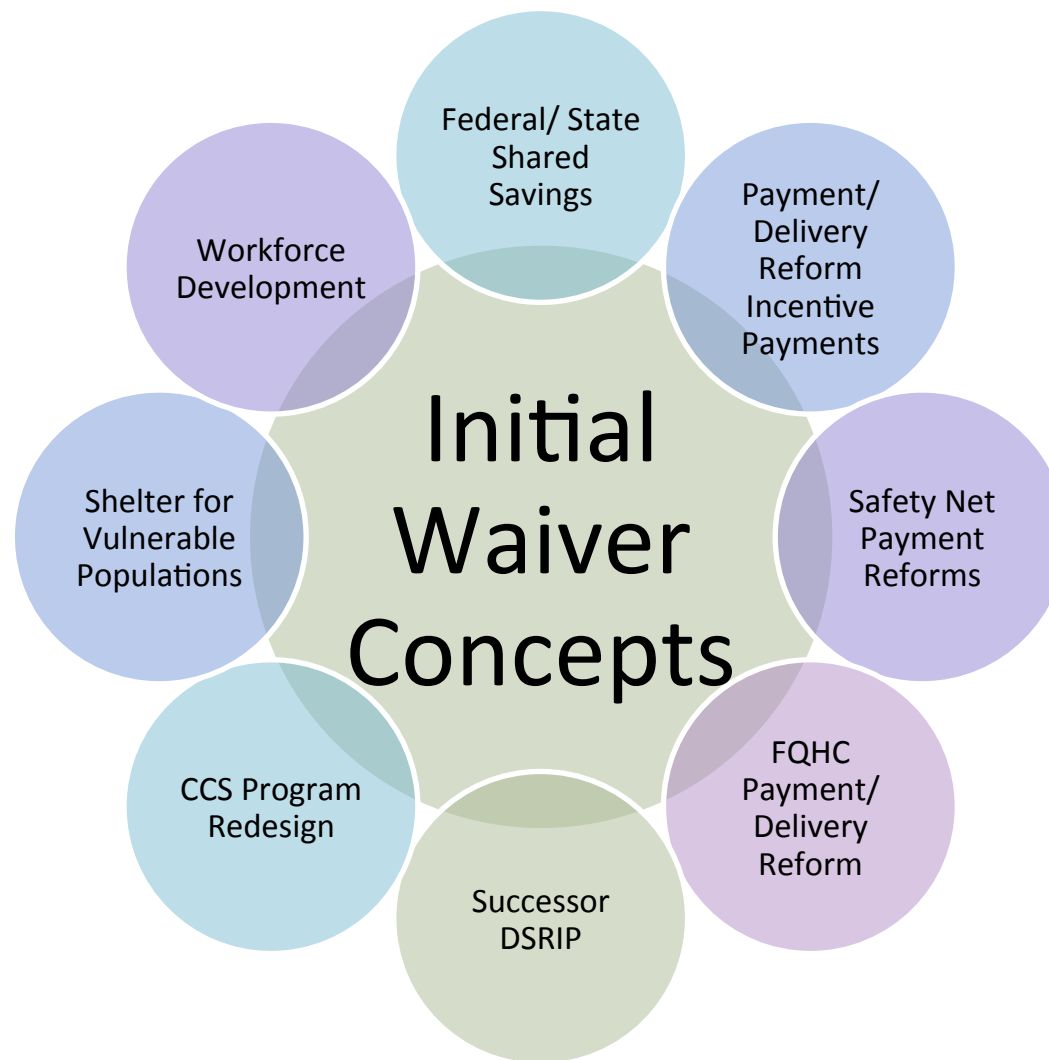 Federal/ State
Shared
Savings
Payment/
Delivery
Reform
Incentive
Payments
Safety Net
Payment
Reforms
FQHC
Payment/
Delivery
Reform
Successor
DSRIP
CCS Program
Redesign
Shelter for
Vulnerable
Populations
Workforce
Development
Initial
Waiver
Concepts